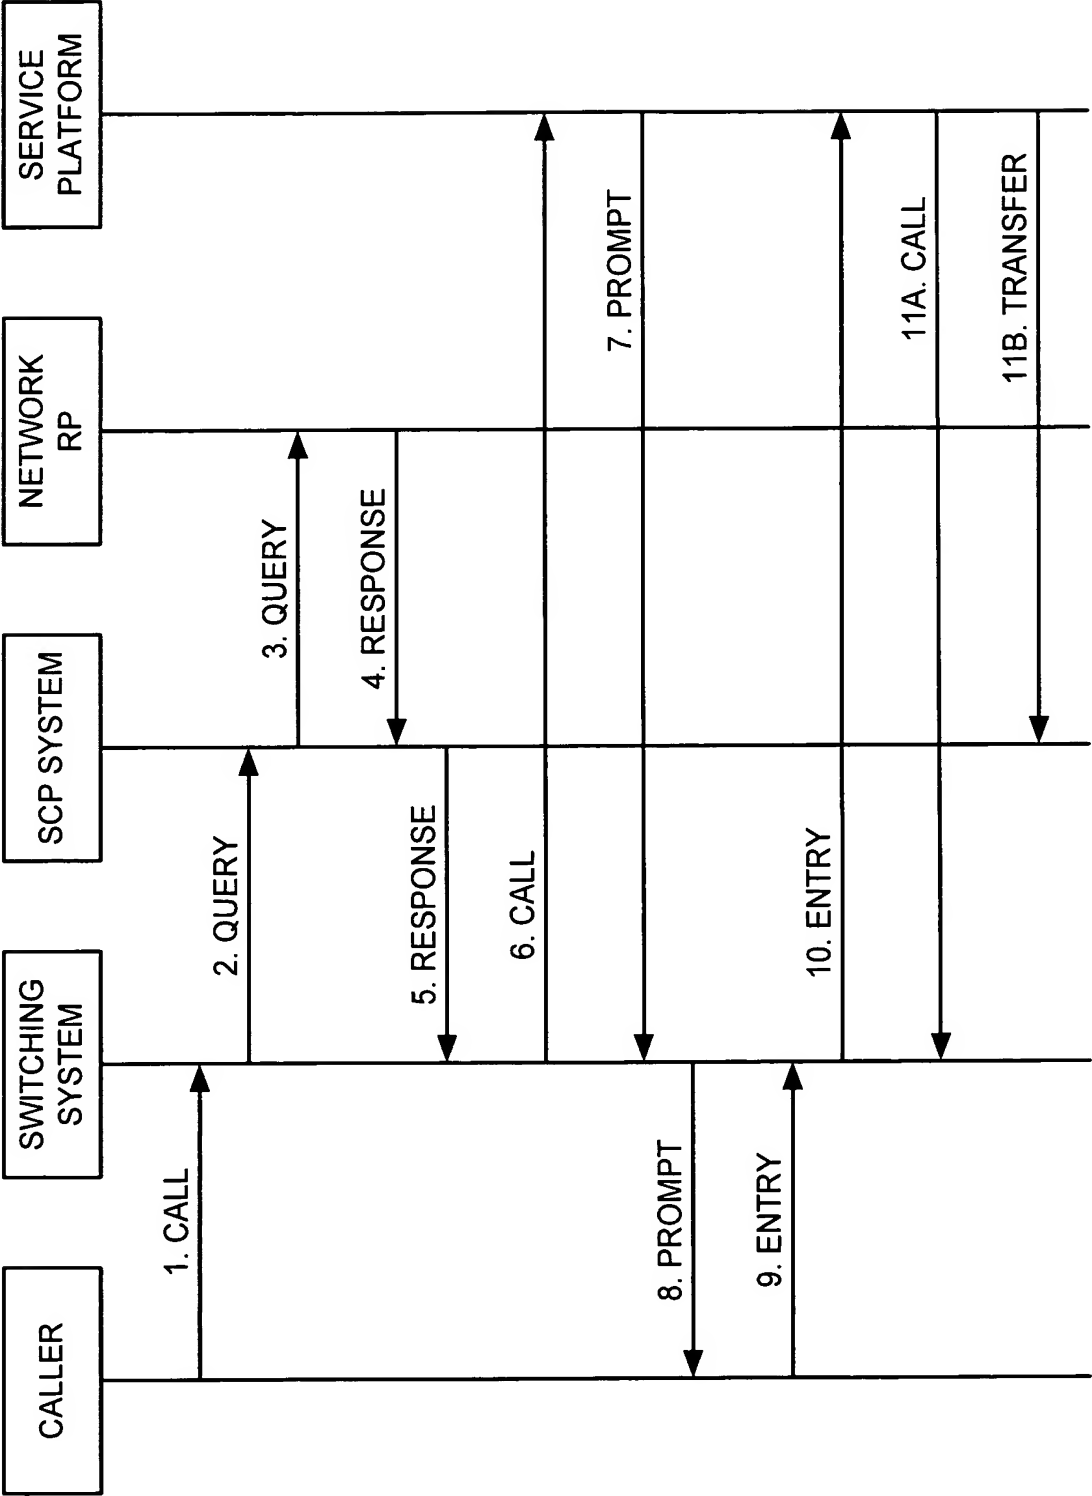 CALLER
SWITCHING
SYSTEM
SCP SYSTEM
NETWORK
RP
SERVICE
PLATFORM
1. CALL
2. QUERY
3. QUERY
4. RESPONSE
5. RESPONSE
6. CALL
7. PROMPT
8. PROMPT
9. ENTRY
10. ENTRY
11A. CALL
11B. TRANSFER